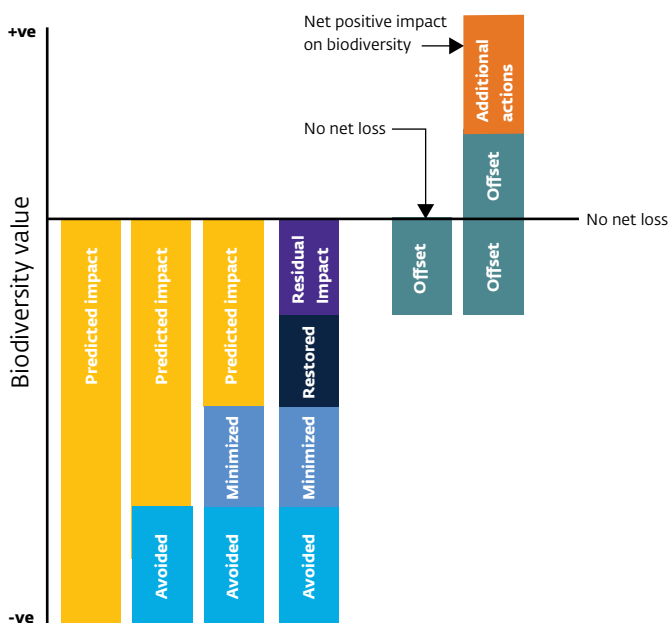 +ve
Net positive impact
on biodiversity
Additional
actions
No net loss
Offset
No net loss
Biodiversity value
Predicted impact
Predicted impact
Predicted impact
Residual
Impact
Offset
Offset
Restored
Minimized
Minimized
Avoided
Avoided
Avoided
-ve